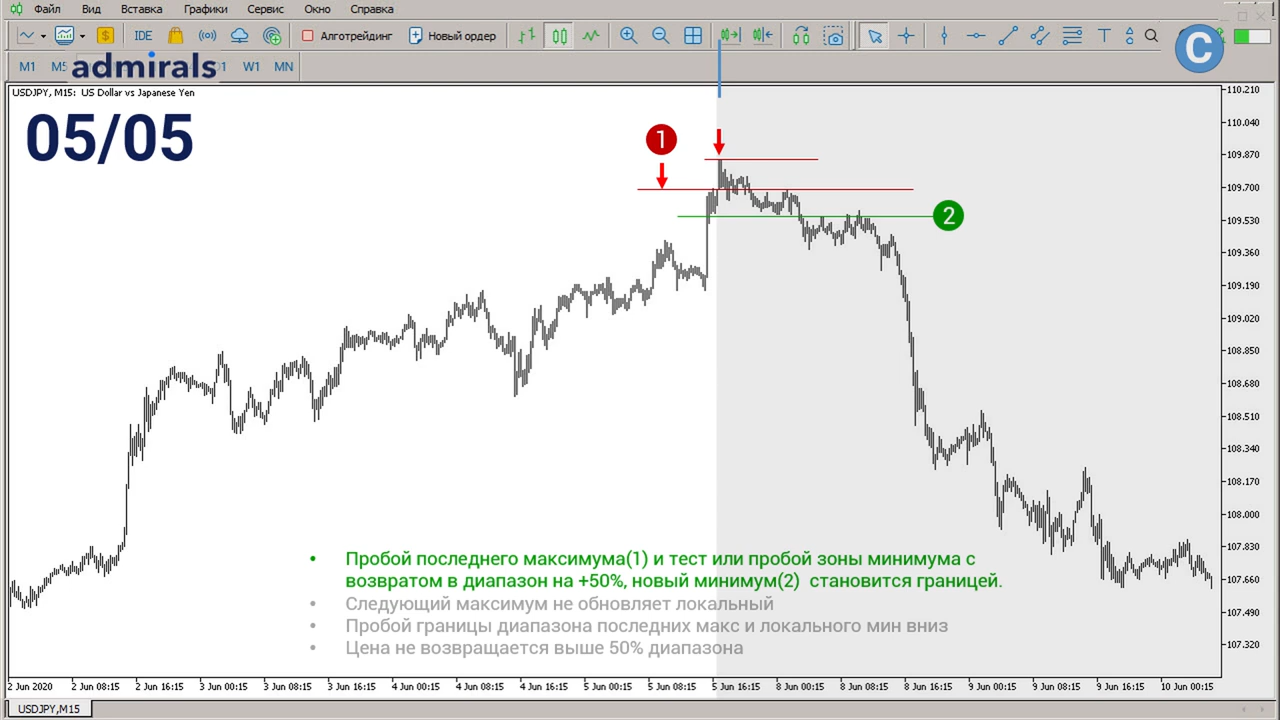 Файл Вид Вставка Графики Сервис Окно Справка
IDE Алготрейдинг Новый ордер T
C
M1 M5 1 W1 MN
admirals
USDJPY, M15: US Dollar vs Japanese Yen
05/05
1
2
110.210
110.040
109.870
109.700
109.530
109.360
109.190
109.020
108.850
108.680
108.510
108.340
108.170
108.000
107.830
107.660
107.490
107.320
• Пробой последнего максимума(1) и тест или пробой зоны минимума с
возвратом в диапазон на +50%, новый минимум(2) становится границей.
• Следующий максимум не обновляет локальный
• Пробой границы диапазона последних макс и локального мин вниз
• Цена не возвращается выше 50% диапазона
2 Jun 2020 2 Jun 08:15 2 Jun 16:15 3 Jun 00:15 3 Jun 08:15 3 Jun 16:15 4 Jun 00:15 4 Jun 08:15 4 Jun 16:15 5 Jun 00:15 5 Jun 08:15 5 Jun 16:15 8 Jun 00:15 8 Jun 08:15 8 Jun 16:15 9 Jun 00:15 9 Jun 08:15 9 Jun 16:15 10 Jun 00:15
USDJPY,M15